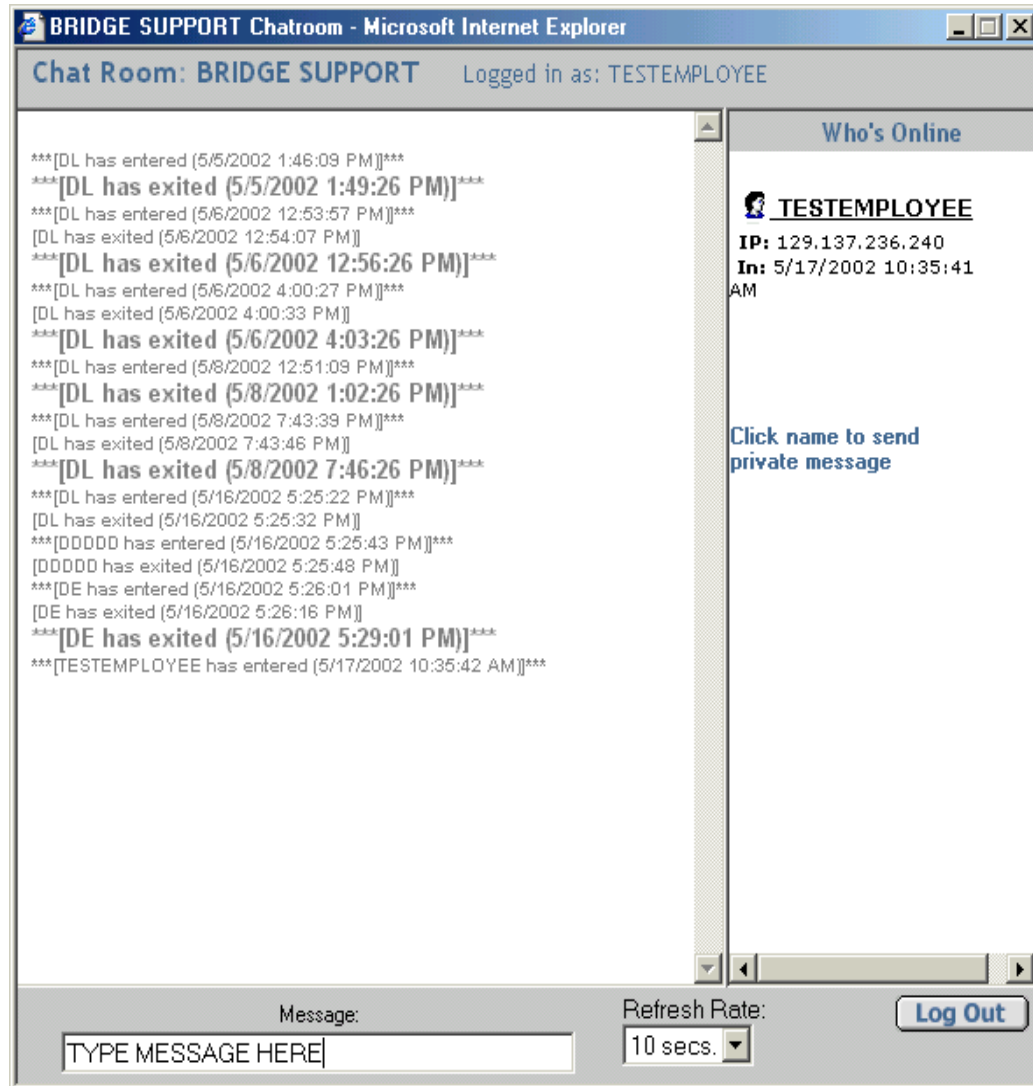 BRIDGE SUPPORT Chatroom - Microsoft Internet Explorer
Chat Room: BRIDGE SUPPORT Logged in as: TESTEMPLOYEE
***[DL has entered (5/5/2002 1:46:09 PM)]***
***[DL has exited (5/5/2002 1:49:26 PM)]***
***[DL has entered (5/6/2002 12:53:57 PM)]***
[DL has exited (5/6/2002 12:54:07 PM)]
***[DL has exited (5/6/2002 12:56:26 PM)]***
***[DL has entered (5/6/2002 4:00:27 PM)]***
[DL has exited (5/6/2002 4:00:33 PM)]
***[DL has exited (5/6/2002 4:03:26 PM)]***
***[DL has entered (5/8/2002 12:51:09 PM)]***
***[DL has exited (5/8/2002 1:02:26 PM)]***
***[DL has entered (5/8/2002 7:43:39 PM)]***
[DL has exited (5/8/2002 7:43:46 PM)]
***[DL has exited (5/8/2002 7:46:26 PM)]***
***[DL has entered (5/16/2002 5:25:22 PM)]***
[DL has exited (5/16/2002 5:25:32 PM)]
***[DDDDD has entered (5/16/2002 5:25:43 PM)]***
[DDDDD has exited (5/16/2002 5:25:48 PM)]
***[DE has entered (5/16/2002 5:26:01 PM)]***
[DE has exited (5/16/2002 5:26:16 PM)]
***[DE has exited (5/16/2002 5:29:01 PM)]***
***[TESTEMPLOYEE has entered (5/17/2002 10:35:42 AM)]***
Who's Online
TESTEMPLOYEE
IP: 129.137.236.240
In: 5/17/2002 10:35:41
AM
Click name to send
private message
Message:
TYPE MESSAGE HERE
Refresh Rate:
10 secs.
Log Out